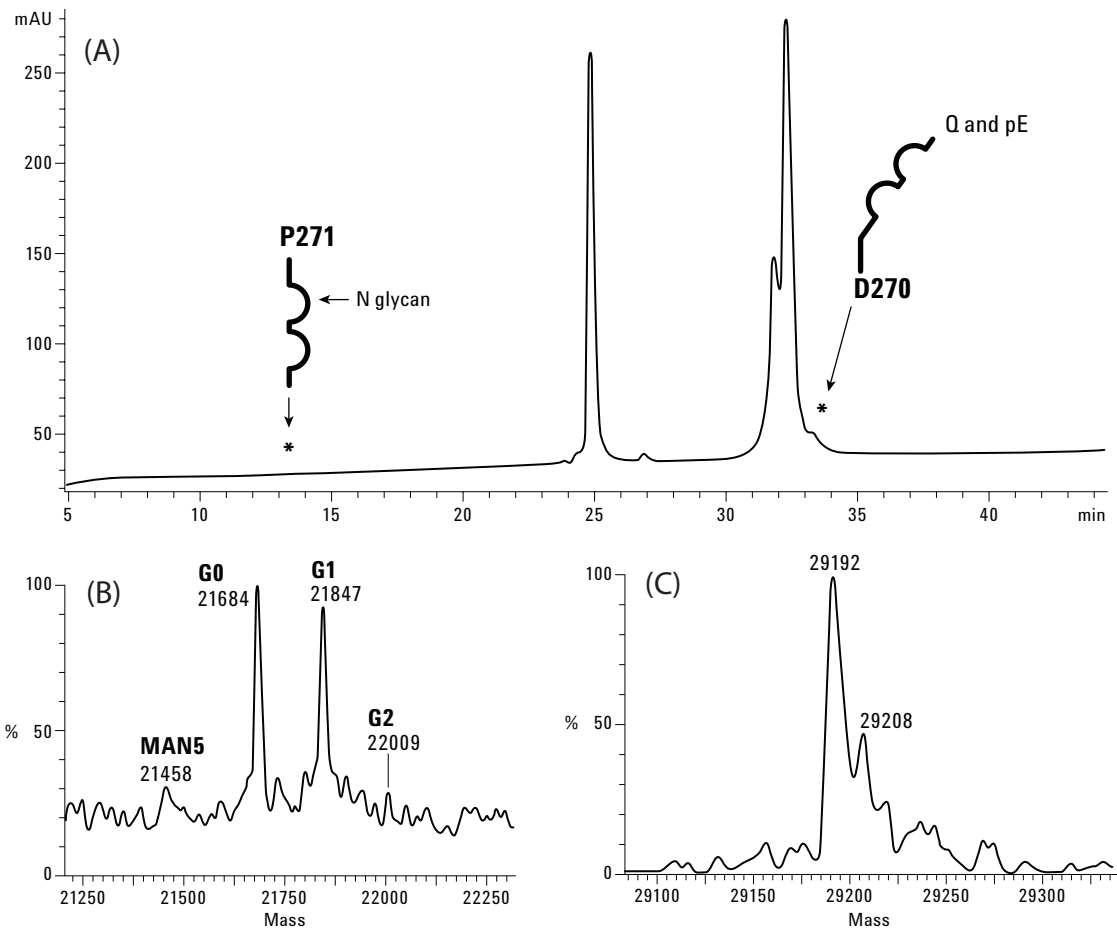 mAU
(A)
250
200
150
100
50
P271
N glycan
*
Q and pE
D270
*
5 10 15 20 25 30 35 40 min
(B)
100
50
0
%
G0
21684
G1
21847
G2
22009
MAN5
21458
21250 21500 21750 22000 22250
Mass
(C)
100
50
0
%
29192
29208
29100 29150 29200 29250 29300
Mass